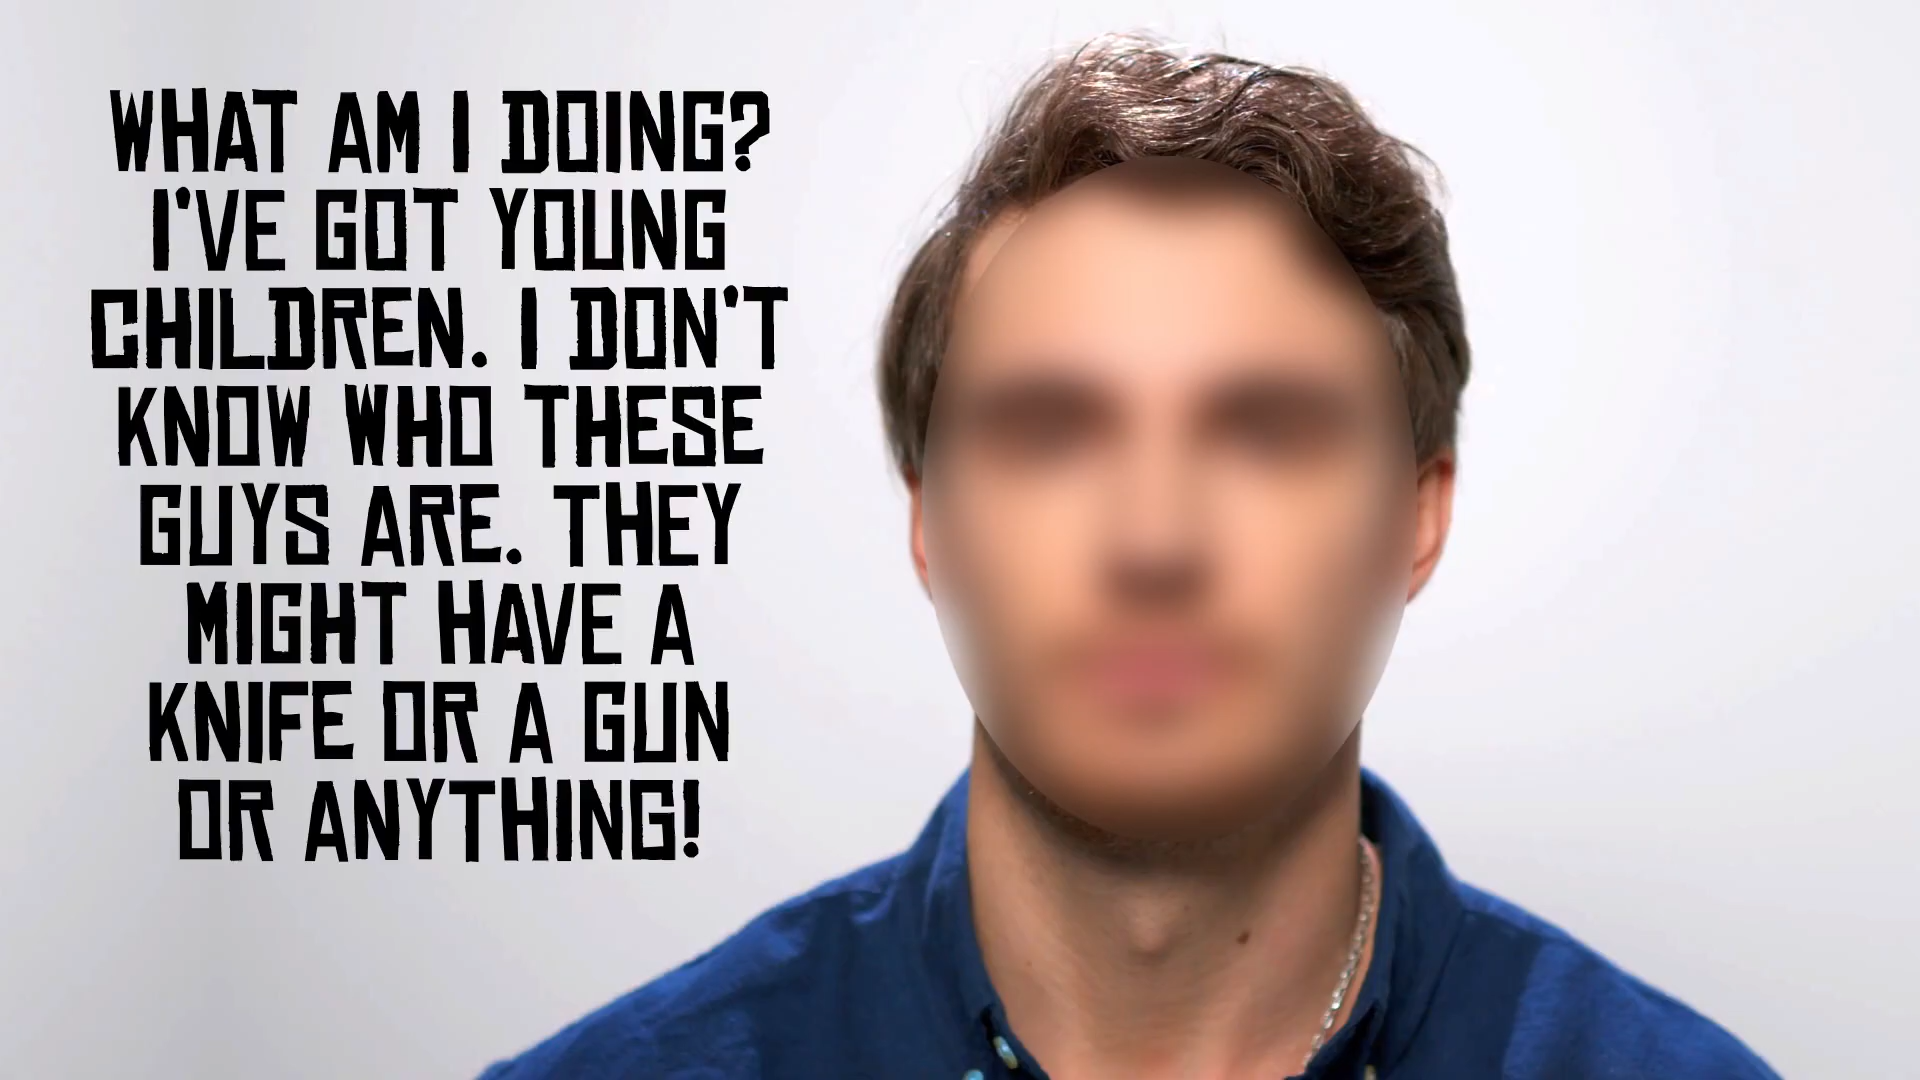 WHAT AM I DOING?
I'VE GOT YOUNG
CHILDREN. I DON'T
KNOW WHO THESE
GUYS ARE. THEY
MIGHT HAVE A
KNIFE OR A GUN
OR ANYTHING!